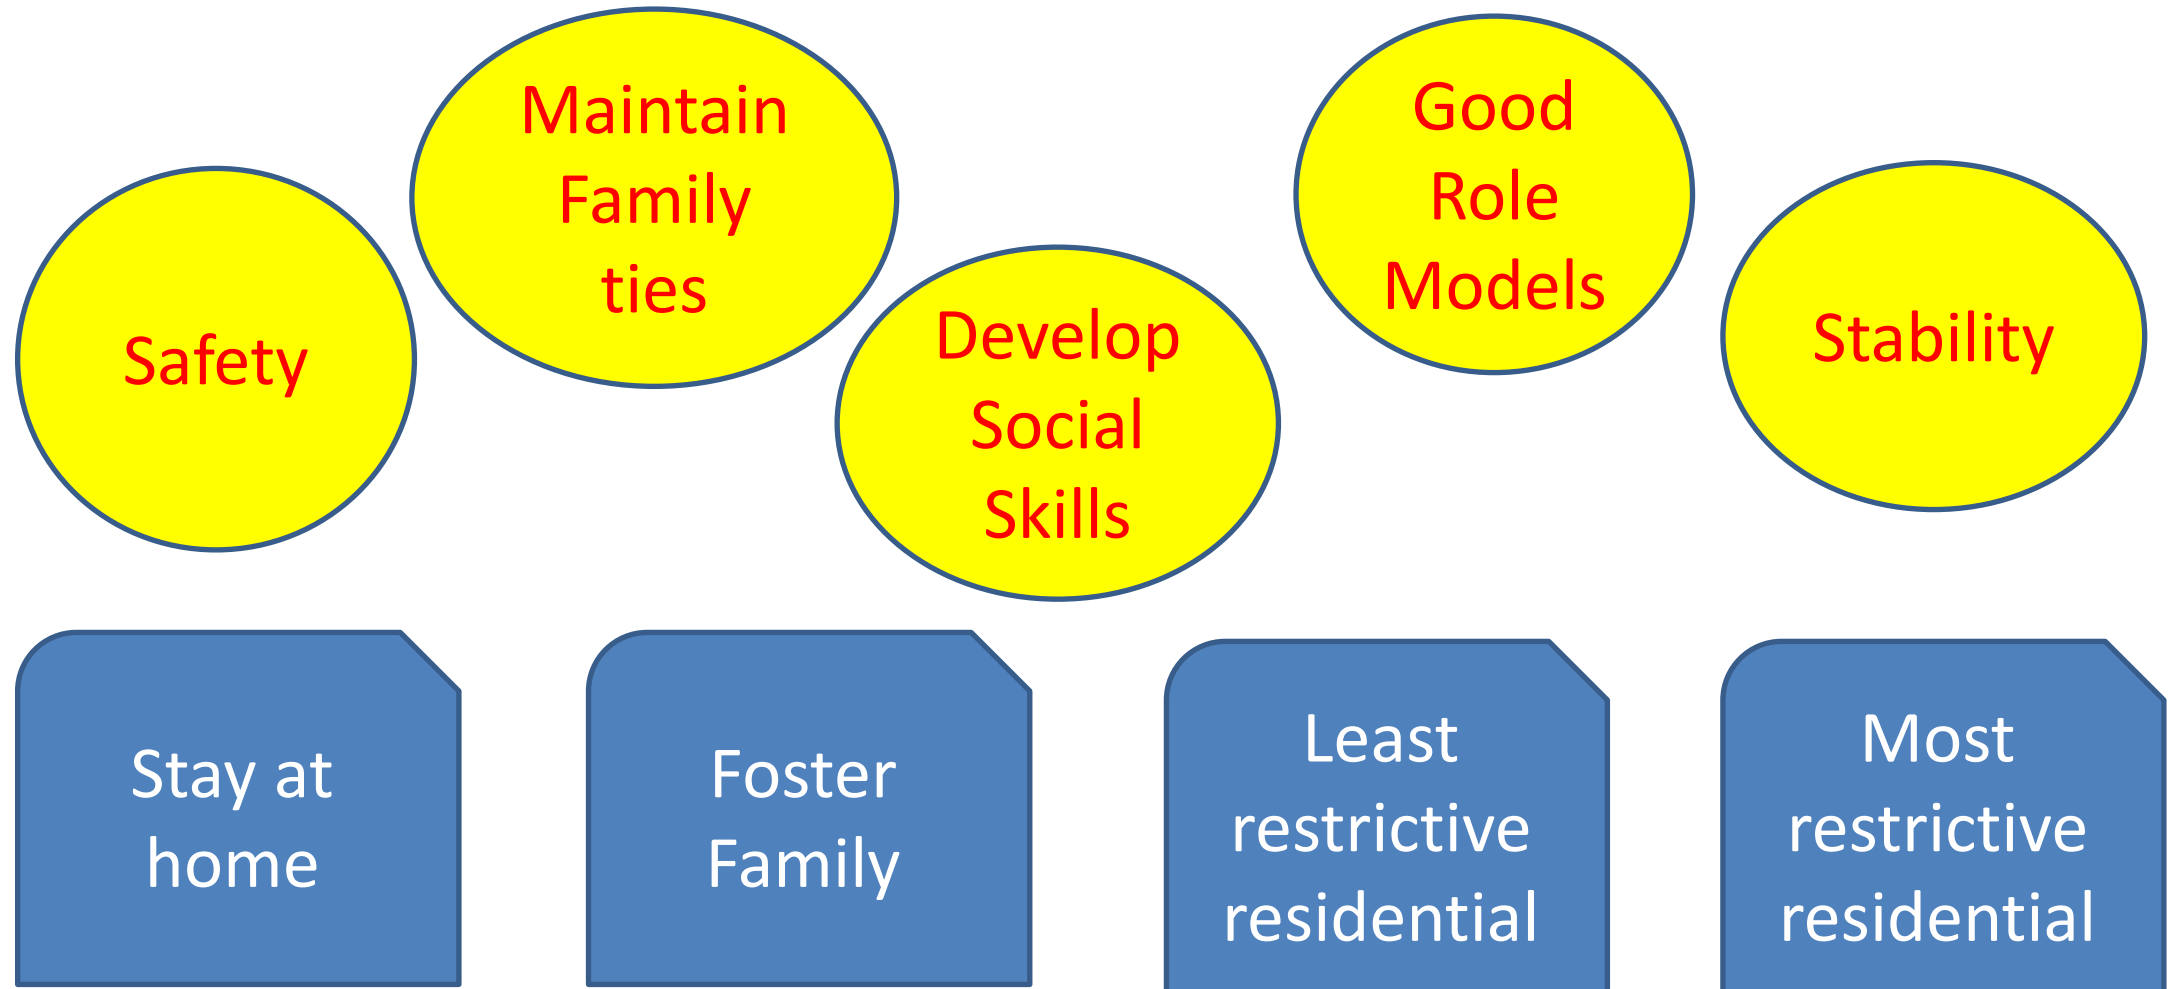 Safety
Maintain
Family
ties
Develop
Social
Skills
Good
Role
Models
Stability
Stay at
home
Foster
Family
Least
restrictive
residential
Most
restrictive
residential